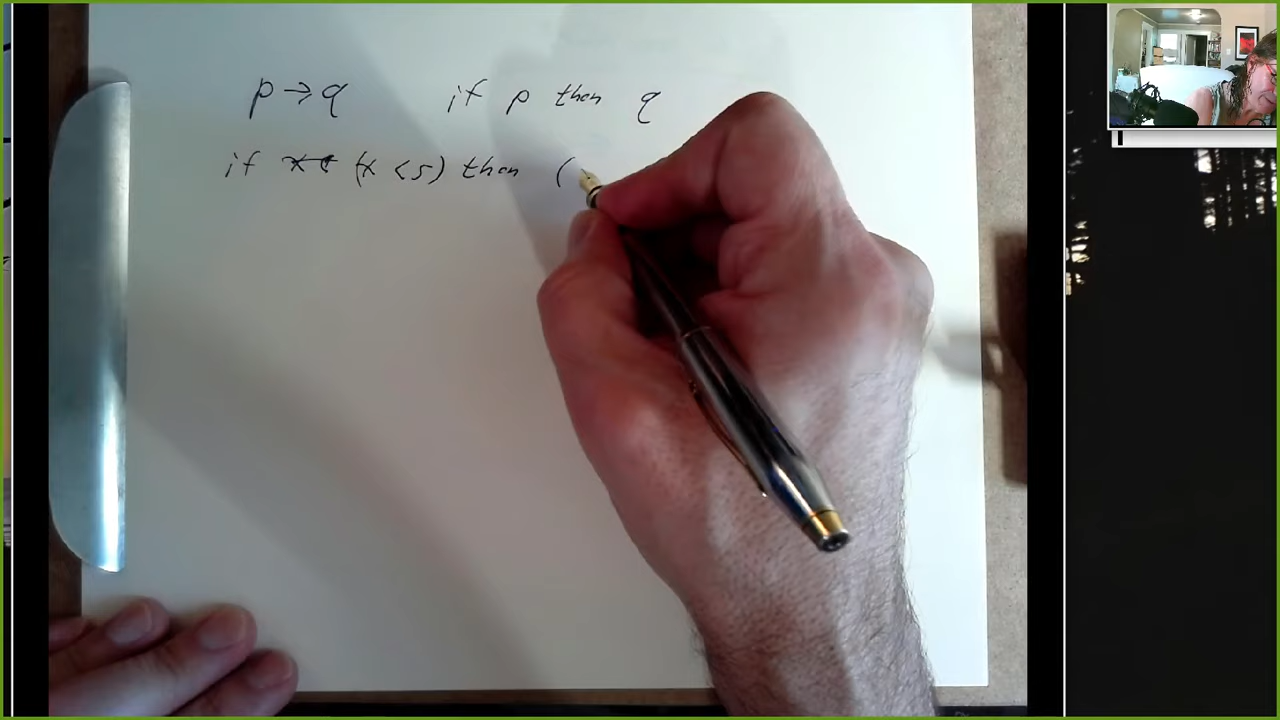 p → q if p then q
if x < (x < 5) then (